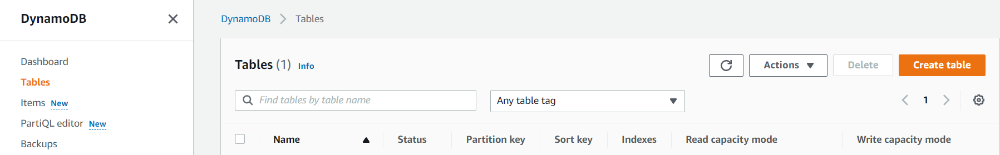 DynamoDB
Dashboard
Tables
Items New
PartiQL editor New
Backups
DynamoDB Tables
Tables (1) Info
Actions
Delete
Create table
Find tables by table name
Any table tag
1
Name Status Partition key Sort key Indexes Read capacity mode Write capacity mode